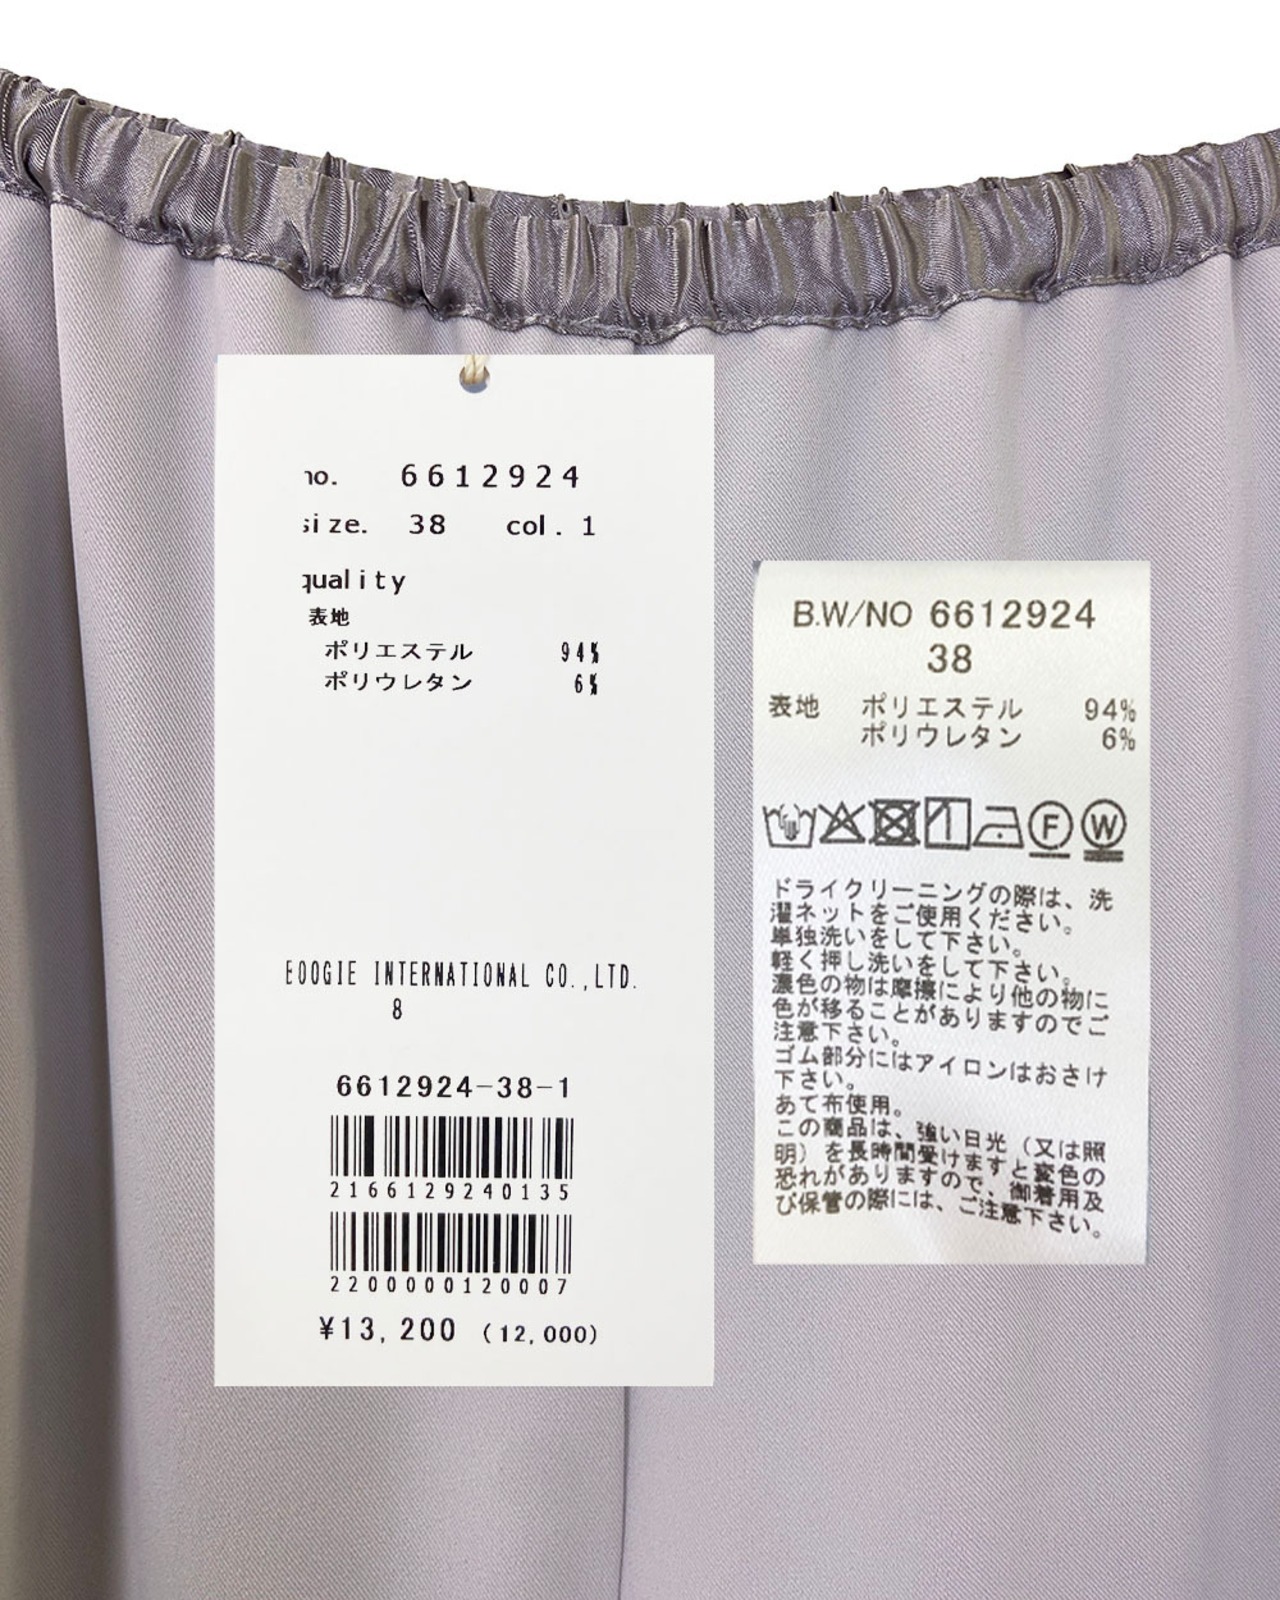 no. 6612924
size. 38 col. 1
quality
表地
ポリエステル 94%
ポリウレタン 6%
EOOGIE INTERNATIONAL CO.,LTD.
8
6612924-38-1
2166129240135
2200000120007
¥13,200 (12,000)
B.W/NO 6612924
38
表地 ポリエステル 94%
ポリウレタン 6%
F W
ドライクリーニングの際は、洗
濯ネットをご使用ください。
単独洗いをして下さい。
軽く押し洗いをして下さい。
濃色の物は摩擦により他の物に
色が移ることがありますのでご
注意下さい。
ゴム部分にはアイロンはおさけ
下さい。
あて布使用。
この商品は、強い日光（又は照
明）を長時間受けますと変色の
恐れがありますので、御着用及
び保管の際には、ご注意下さい。